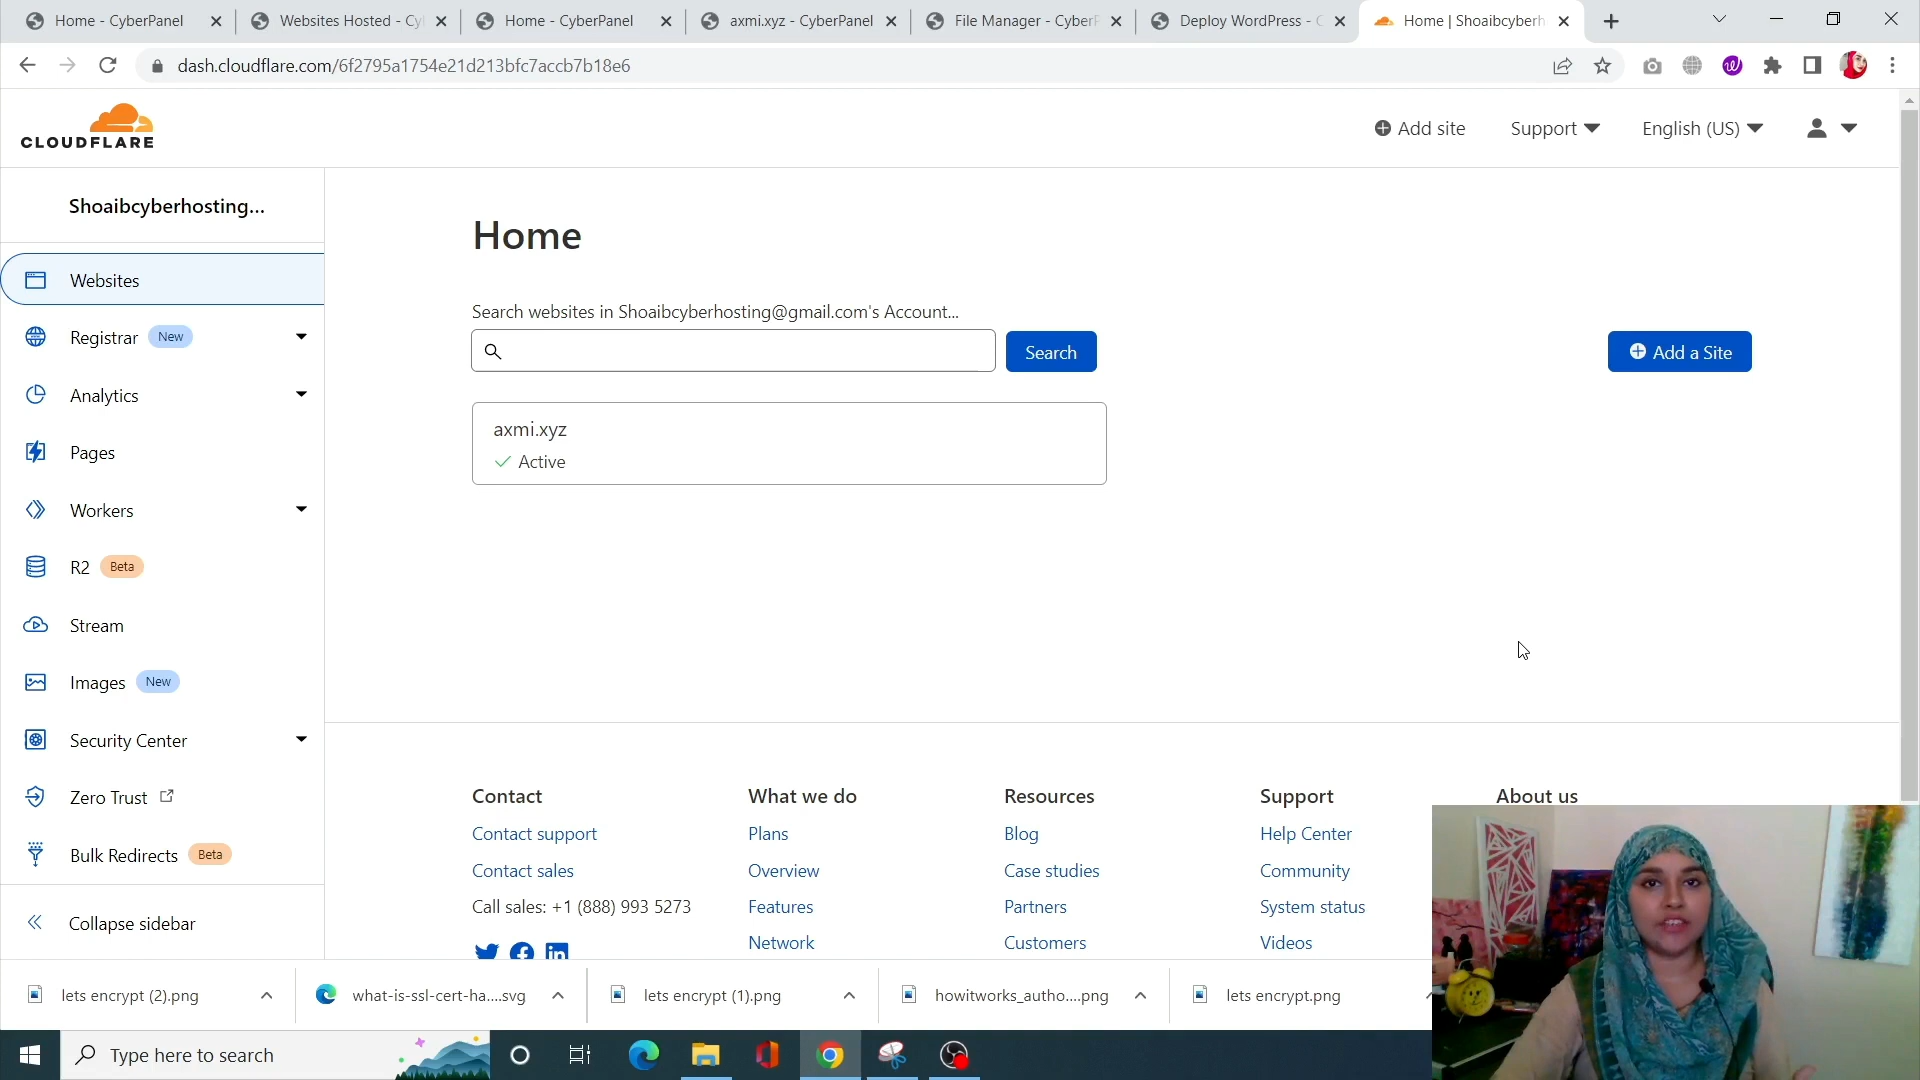 Home - CyberPanel
Websites Hosted - Cy
Home - CyberPanel
axmi.xyz - CyberPanel
File Manager - CyberP
Deploy WordPress - C
Home | Shoaibcyberh
dash.cloudflare.com/6f2795a1754e21d213bfc7accb7b18e6
CLOUDFLARE
Add site
Support
English (US)
Shoaibcyberhosting...
Websites
Registrar New
Analytics
Pages
Workers
R2 Beta
Stream
Images New
Security Center
Zero Trust
Bulk Redirects Beta
Collapse sidebar
Home
Search websites in Shoaibcyberhosting@gmail.com's Account...
Search
Add a Site
axmi.xyz
Active
Contact
Contact support
Contact sales
Call sales: +1 (888) 993 5273
What we do
Plans
Overview
Features
Network
Resources
Blog
Case studies
Partners
Customers
Support
Help Center
Community
System status
Videos
About us
lets encrypt (2).png
what-is-ssl-cert-ha....svg
lets encrypt (1).png
howitworks_autho....png
lets encrypt.png
Type here to search